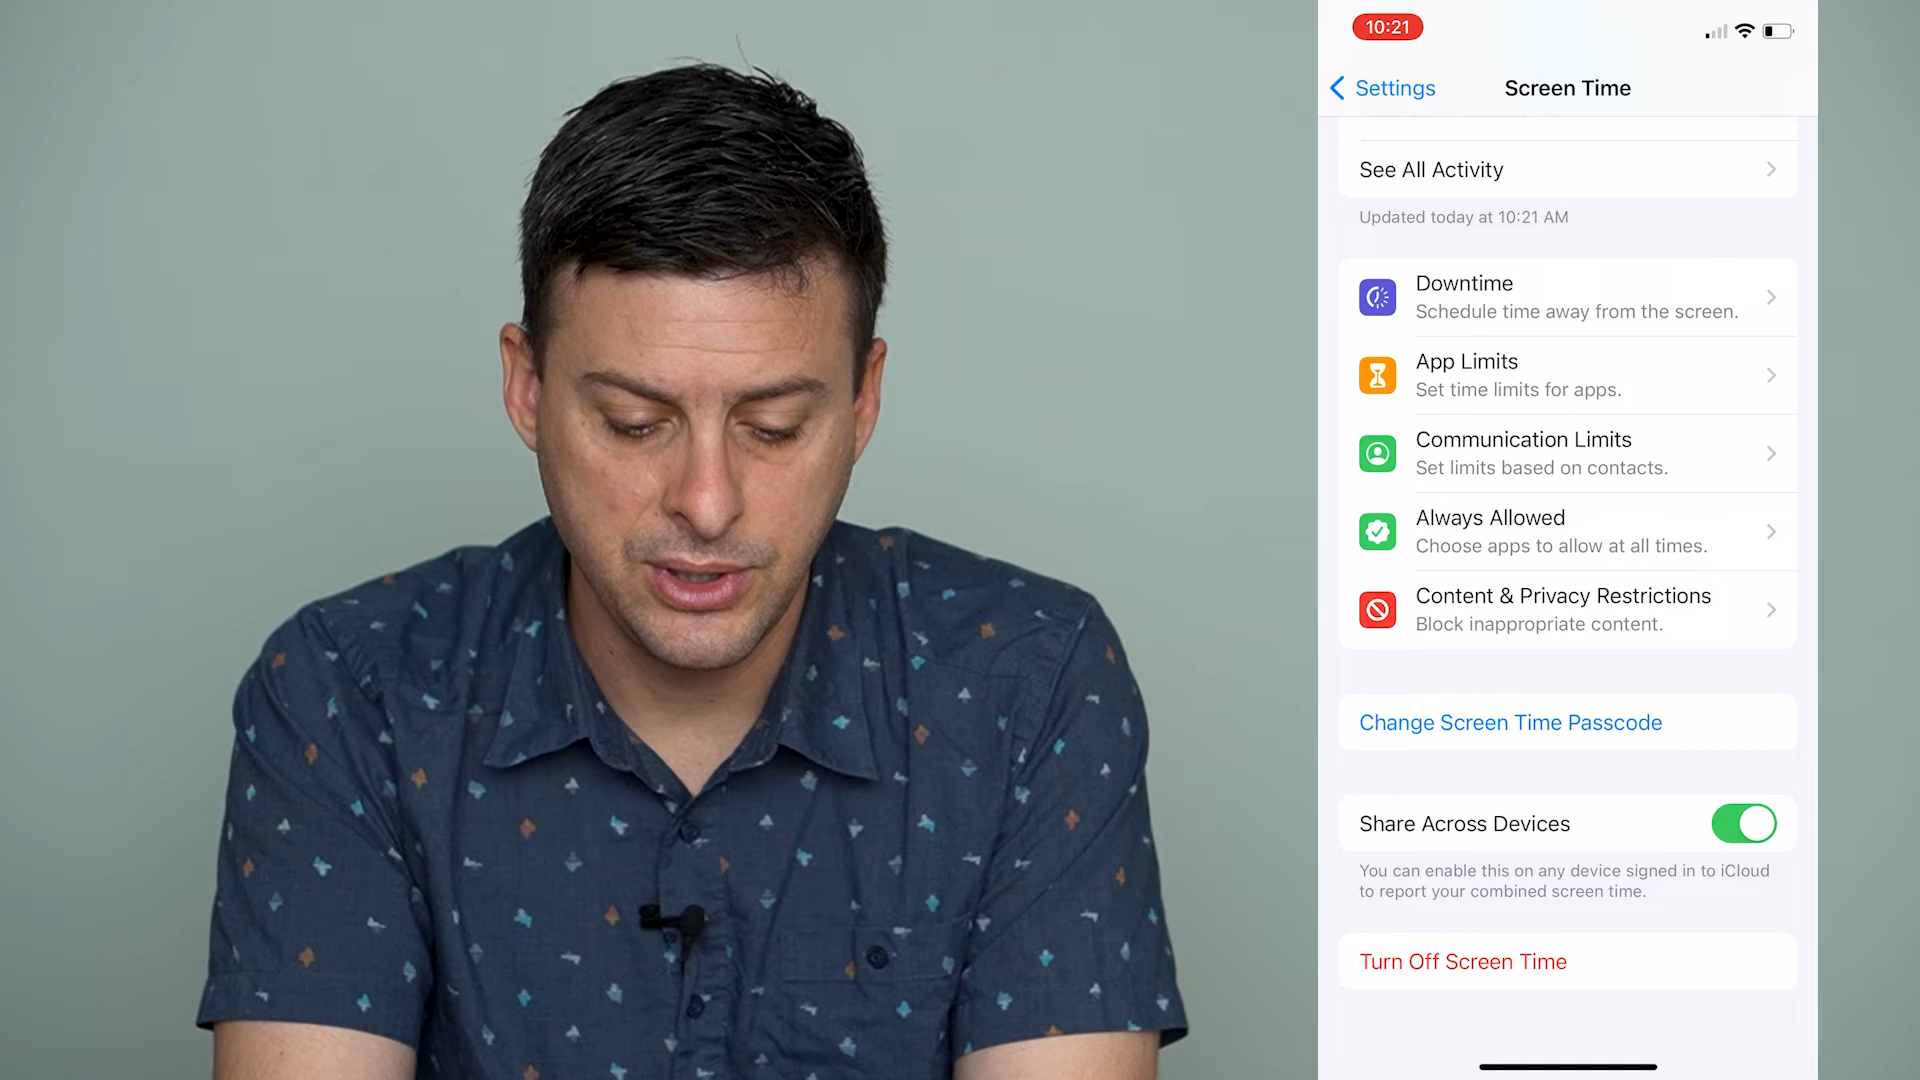 10:21
Settings
Screen Time
See All Activity
Updated today at 10:21 AM
Downtime
Schedule time away from the screen.
App Limits
Set time limits for apps.
Communication Limits
Set limits based on contacts.
Always Allowed
Choose apps to allow at all times.
Content & Privacy Restrictions
Block inappropriate content.
Change Screen Time Passcode
Share Across Devices
You can enable this on any device signed in to iCloud
to report your combined screen time.
Turn Off Screen Time